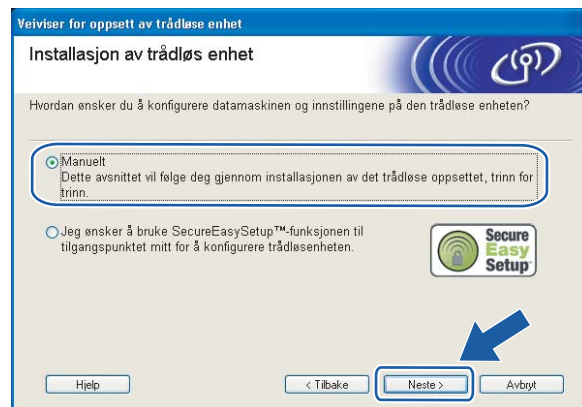 Veiviser for oppsett av trådløse enhet
Installasjon av trådløs enhet
Hvordan ønsker du å konfigurere datamaskinen og innstillingene på den trådløse enheten?
Manuelt
Dette avsnittet vil følge deg gjennom installasjonen av det trådløse oppsettet, trinn for
trinn.
Jeg ønsker å bruke SecureEasySetup™-funksjonen til
tilgangspunktet mitt for å konfigurere trådløsenheten.
Secure
Easy
Setup
Hjelp
< Tilbake
Neste >
Avbryt